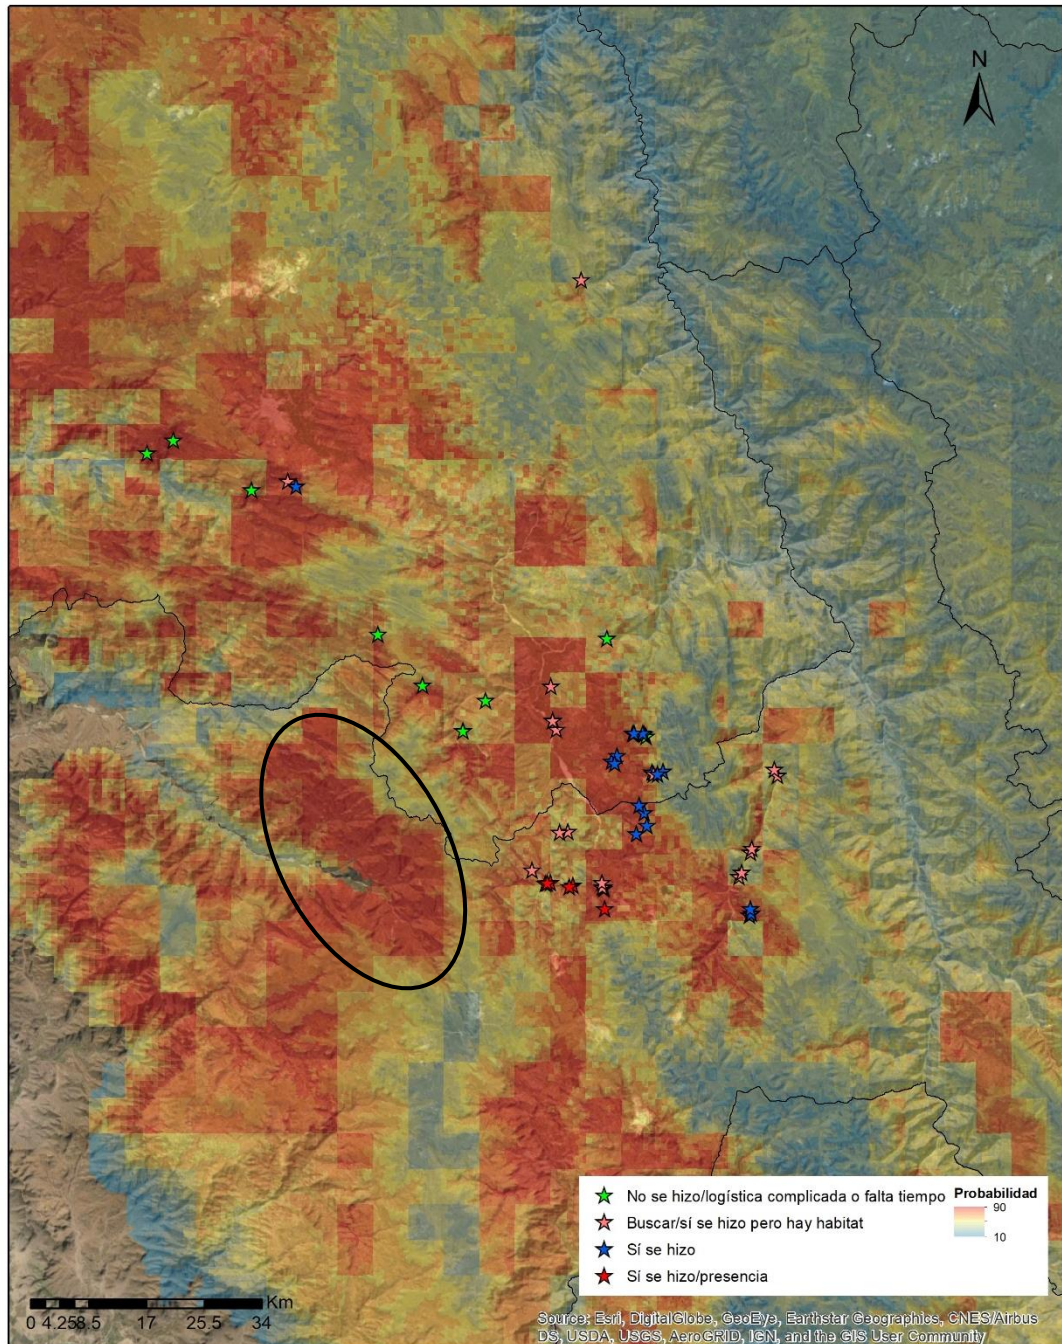 N
No se hizo/logística complicada o falta tiempo
Buscar/sí se hizo pero hay habitat
Sí se hizo
Sí se hizo/presencia
Probabilidad
90
10
Km
0 4.25 8.5 17 25.5 34
Source: Esri, DigitalGlobe, GeoEye, Earthstar Geographics, CNES/Airbus
DS, USDA, USGS, AeroGRID, IGN, and the GIS User Community